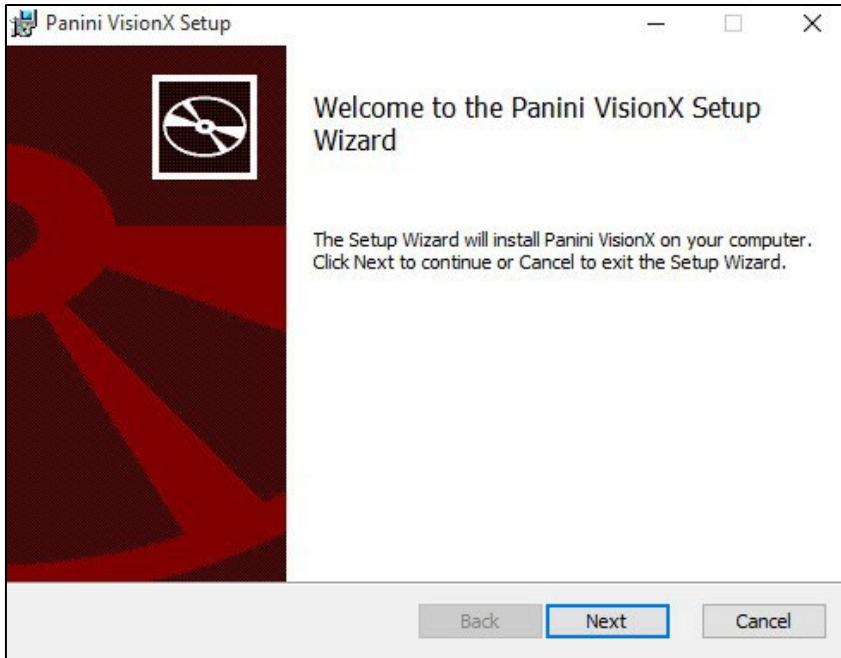 Panini VisionX Setup
Welcome to the Panini VisionX Setup
Wizard
The Setup Wizard will install Panini VisionX on your computer.
Click Next to continue or Cancel to exit the Setup Wizard.
Back
Next
Cancel